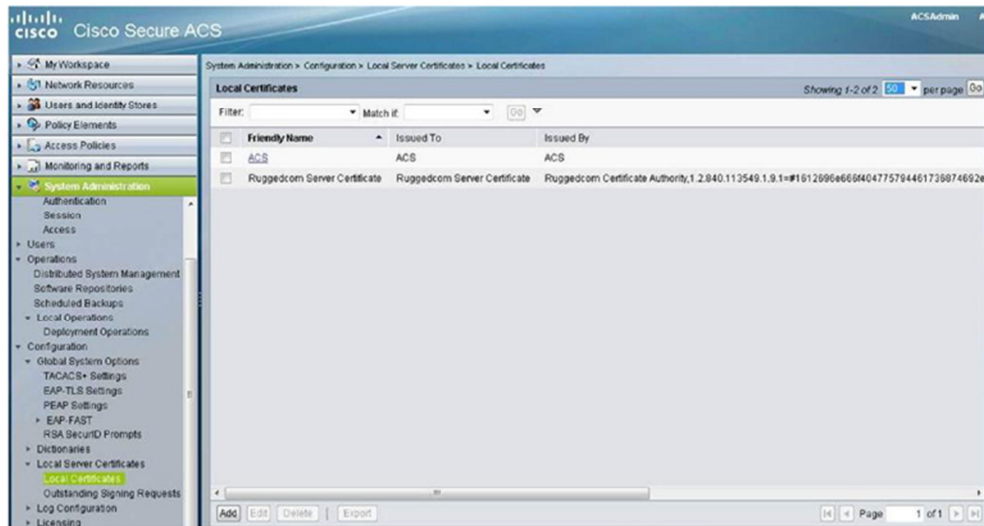 cisco Cisco Secure ACS
ACSAdmin
My Workspace
Network Resources
Users and Identity Stores
Policy Elements
Access Policies
Monitoring and Reports
System Administration
Authentication
Session
Access
Users
Operations
Distributed System Management
Software Repositories
Scheduled Backups
Local Operations
Deployment Operations
Configuration
Global System Options
TACACS+ Settings
EAP-TLS Settings
PEAP Settings
EAP-FAST
RSA SecurID Prompts
Dictionaries
Local Server Certificates
Local Certificates
Outstanding Signing Requests
Log Configuration
Licensing
System Administration > Configuration > Local Server Certificates > Local Certificates
Local Certificates
Showing 1-2 of 2 50 per page Go
Filter: Match if: Go
Friendly Name Issued To Issued By
ACS ACS ACS
Ruggedcom Server Certificate Ruggedcom Server Certificate Ruggedcom Certificate Authority,1.2.840.113549.1.9.1=
Add Edit Delete | Export
Page 1 of 1